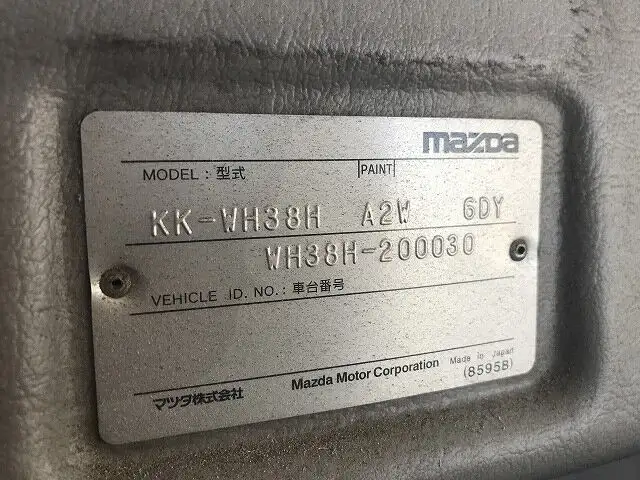 mazda
MODEL : 型式 PAINT
KK-WH38H A2W 6DY
WH38H-200030
VEHICLE .ID. NO. : 車台番号
マツダ株式会社 Mazda Motor Corporation Made in Japan
(8595B)